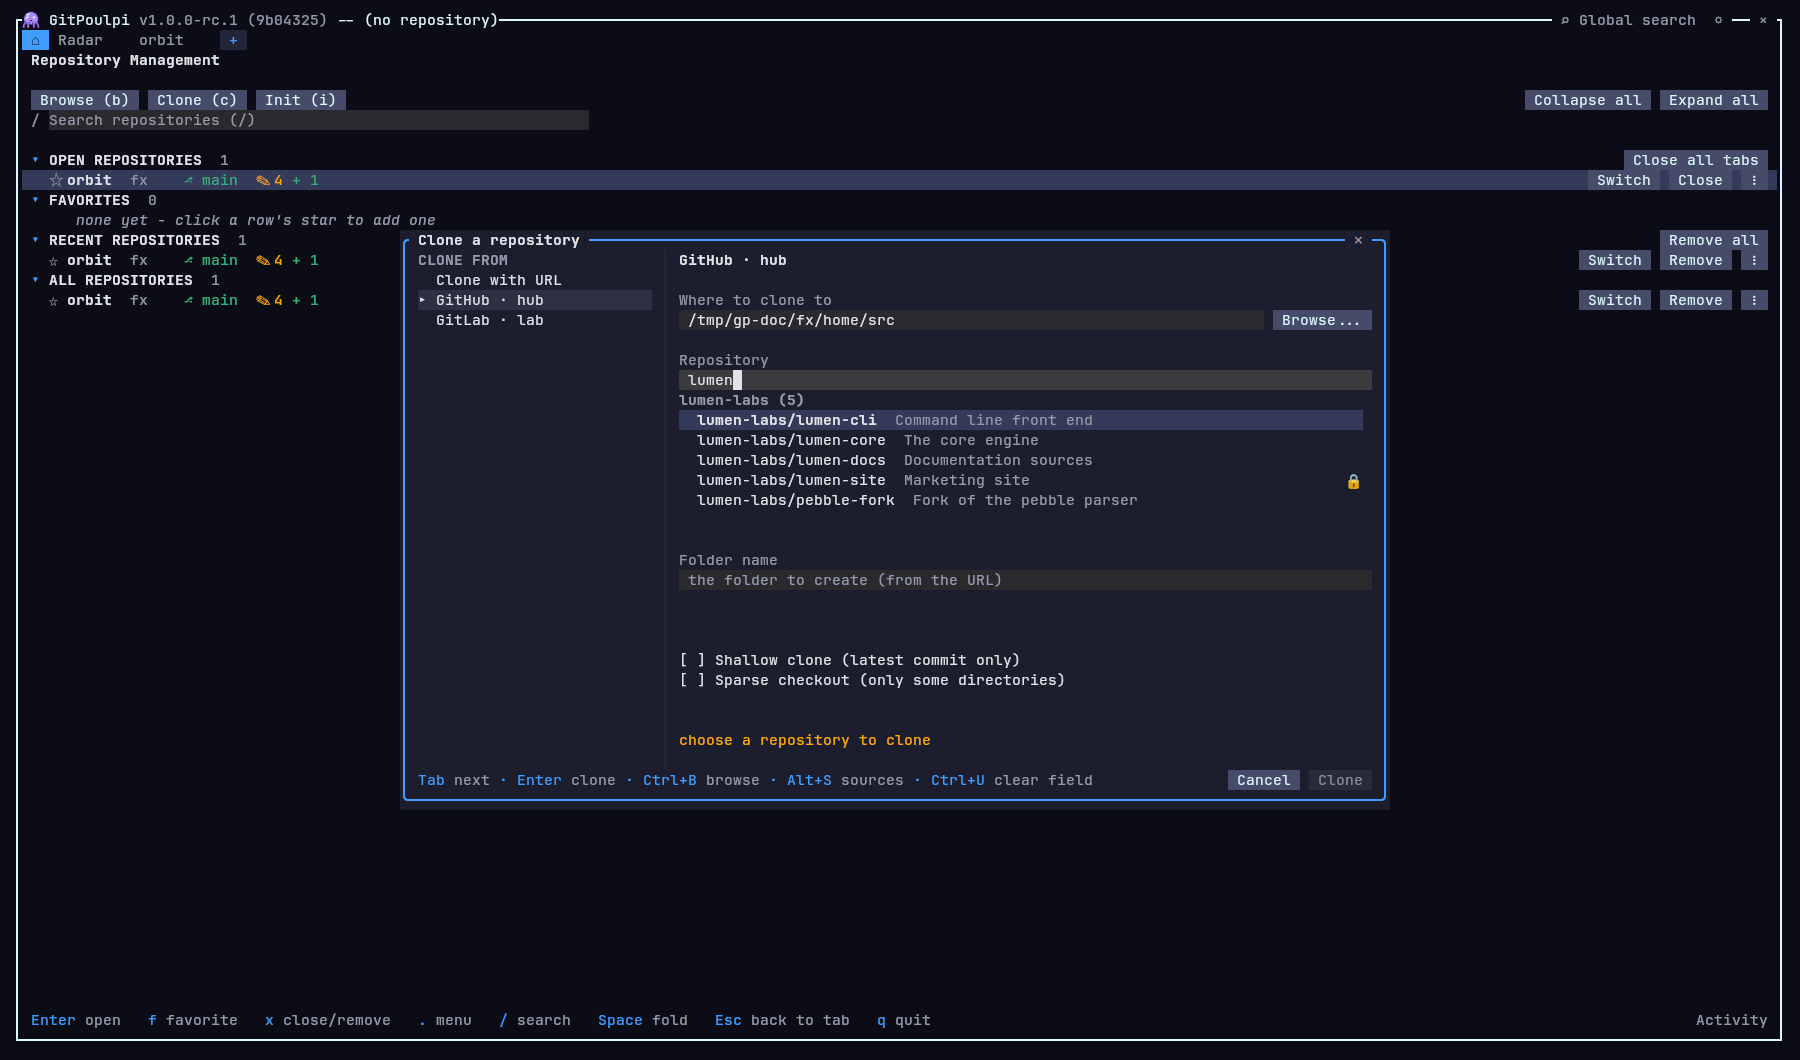 GitPoulpi v1.0.0-rc.1 (9b04325) -- (no repository) Global search
Radar orbit +
Repository Management
Browse (b) Clone (c) Init (i) Collapse all Expand all
/ Search repositories (/)
OPEN REPOSITORIES 1 Close all tabs
orbit fx main 4 + 1 Switch Close
FAVORITES 0
none yet - click a row's star to add one
RECENT REPOSITORIES 1 Remove all
orbit fx main 4 + 1 Switch Remove
ALL REPOSITORIES 1
orbit fx main 4 + 1 Switch Remove
Clone a repository ×
CLONE FROM
Clone with URL
GitHub · hub
GitLab · lab
GitHub · hub
Where to clone to
/tmp/gp-doc/fx/home/src Browse...
Repository
lumen
lumen-labs (5)
lumen-labs/lumen-cli Command line front end
lumen-labs/lumen-core The core engine
lumen-labs/lumen-docs Documentation sources
lumen-labs/lumen-site Marketing site
lumen-labs/pebble-fork Fork of the pebble parser
Folder name
the folder to create (from the URL)
[ ] Shallow clone (latest commit only)
[ ] Sparse checkout (only some directories)
choose a repository to clone
Tab next · Enter clone · Ctrl+B browse · Alt+S sources · Ctrl+U clear field Cancel Clone
Enter open f favorite x close/remove . menu / search Space fold Esc back to tab q quit Activity